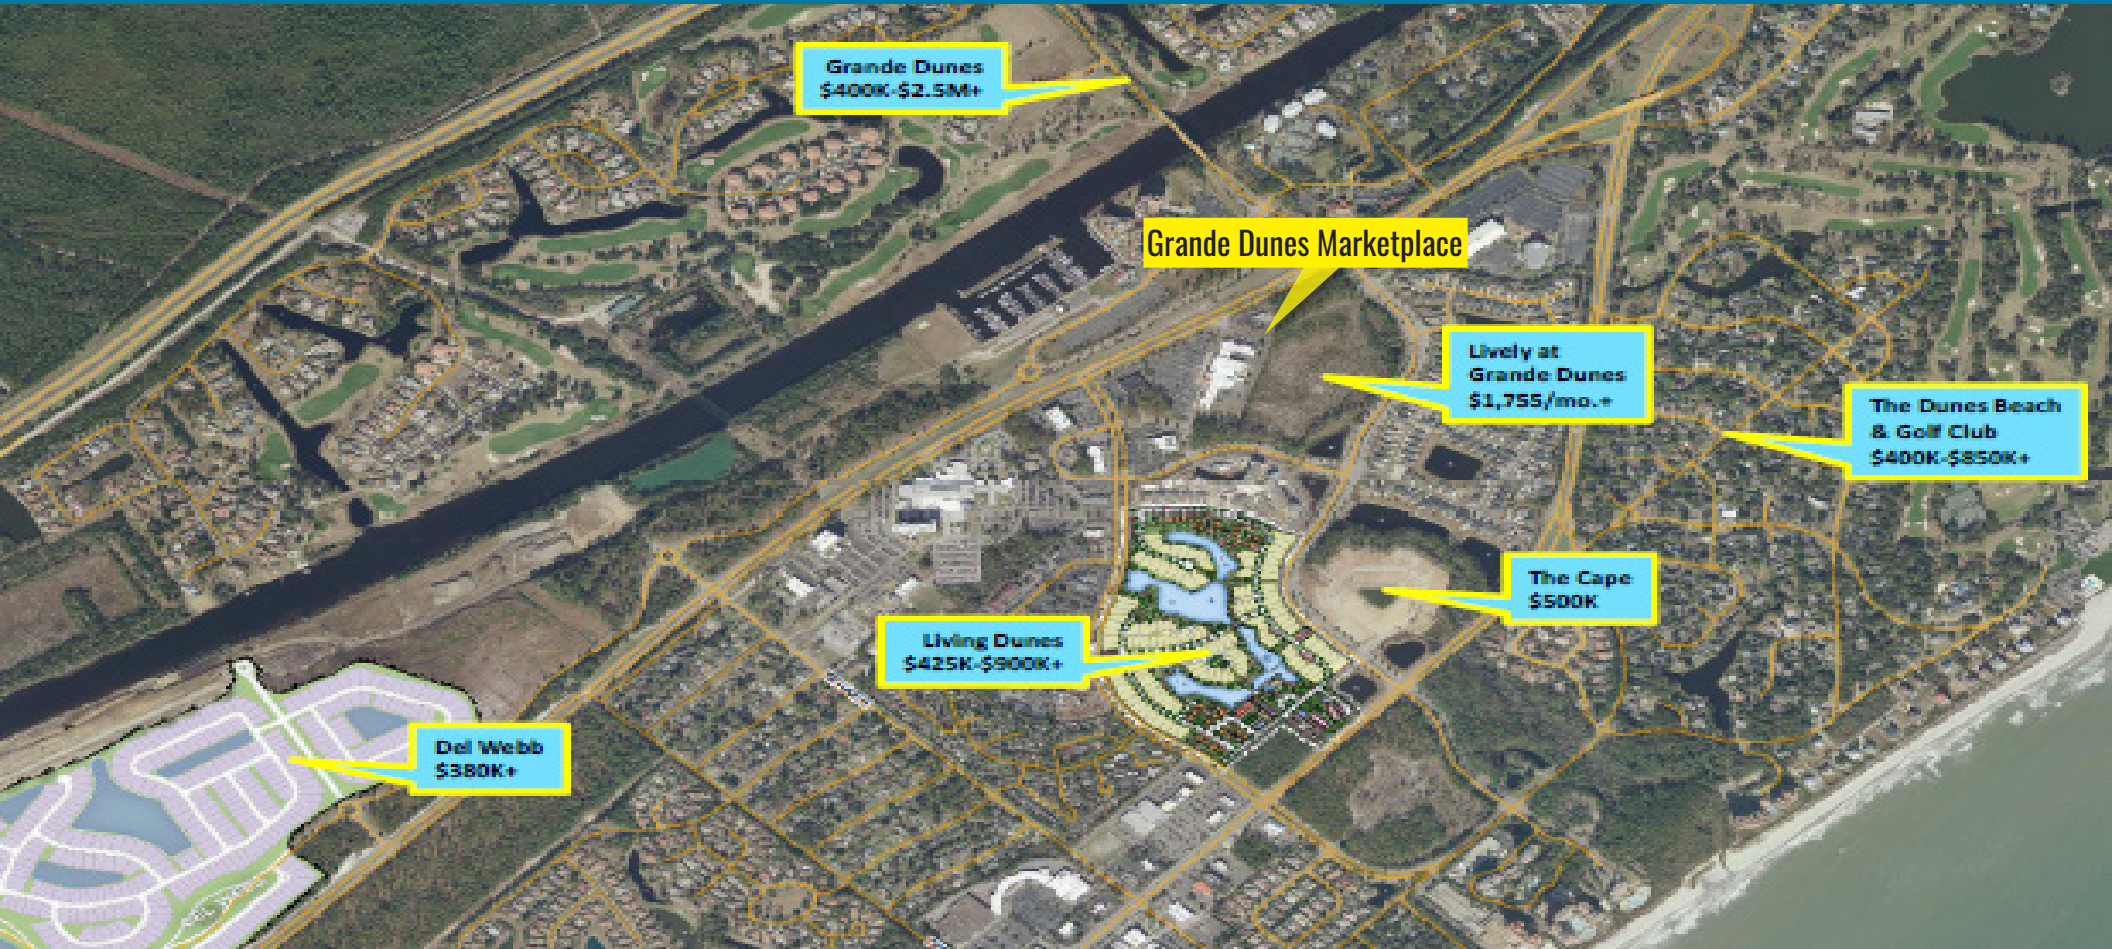 Grande Dunes
$400K-$2.5M+
Grande Dunes Marketplace
Lively at
Grande Dunes
$1,755/mo.+
The Dunes Beach
& Golf Club
$400K-$850K+
The Cape
$500K
Living Dunes
$425K-$900K+
Del Webb
$380K+